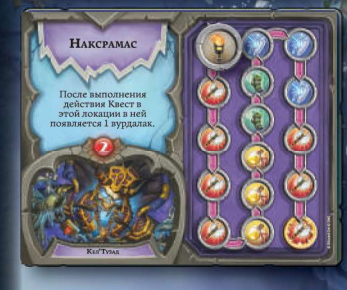 Наксрамас
После выполнения
действия Квест в
этой локации в ней
появляется 1 вурдалак.
2
Кел'Тузад